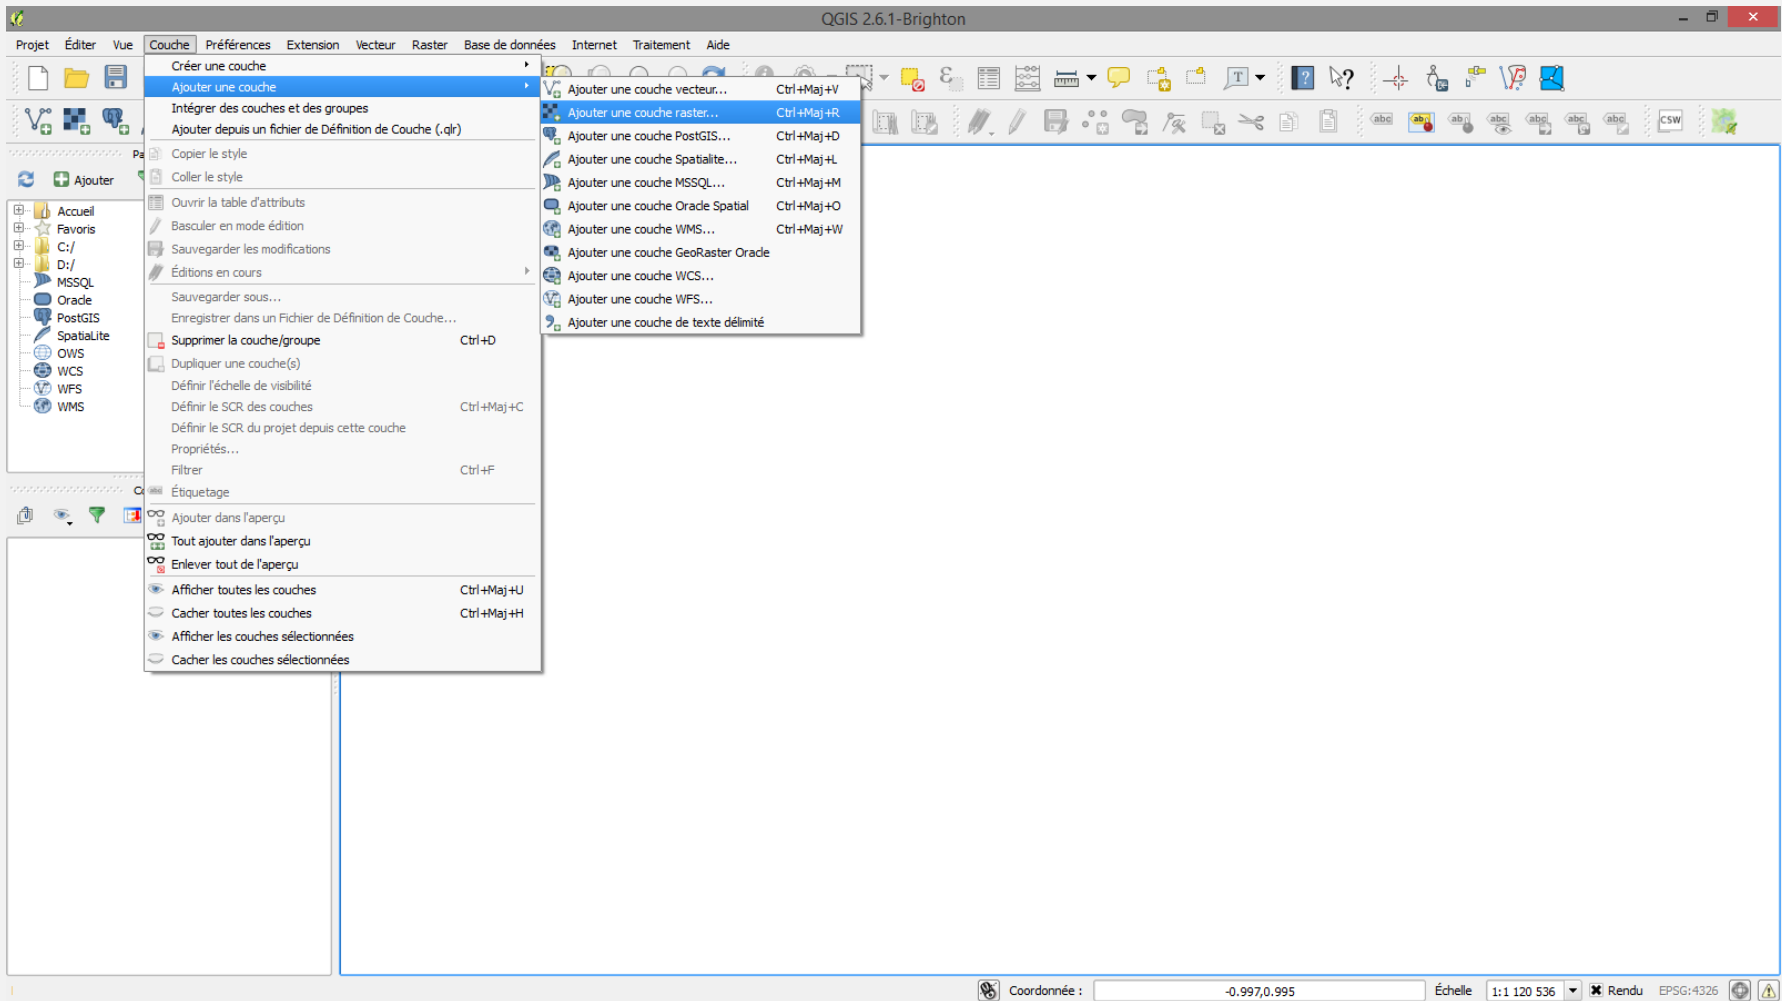 QGIS 2.6.1-Brighton
Projet Éditer Vue Couche Préférences Extension Vecteur Raster Base de données Internet Traitement Aide
Créer une couche
Ajouter une couche
Intégrer des couches et des groupes
Ajouter depuis un fichier de Définition de Couche (.qlr)
Copier le style
Coller le style
Ouvrir la table d'attributs
Basculer en mode édition
Sauvegarder les modifications
Éditions en cours
Sauvegarder sous...
Enregistrer dans un Fichier de Définition de Couche...
Supprimer la couche/groupe Ctrl+D
Dupliquer une couche(s)
Définir l'échelle de visibilité
Définir le SCR des couches Ctrl+Maj+C
Définir le SCR du projet depuis cette couche
Propriétés...
Filtrer Ctrl+F
Étiquetage
Ajouter dans l'aperçu
Tout ajouter dans l'aperçu
Enlever tout de l'aperçu
Afficher toutes les couches Ctrl+Maj+U
Cacher toutes les couches Ctrl+Maj+H
Afficher les couches sélectionnées
Cacher les couches sélectionnées
Ajouter une couche vecteur... Ctrl+Maj+V
Ajouter une couche raster... Ctrl+Maj+R
Ajouter une couche PostGIS... Ctrl+Maj+D
Ajouter une couche Spatialite... Ctrl+Maj+L
Ajouter une couche MSSQL... Ctrl+Maj+M
Ajouter une couche Oracle Spatial Ctrl+Maj+O
Ajouter une couche WMS... Ctrl+Maj+W
Ajouter une couche GeoRaster Oracle
Ajouter une couche WCS...
Ajouter une couche WFS...
Ajouter une couche de texte délimité
abc ab abc abc abc abc abc CSW
Pa
Ajouter
Accueil
Favoris
C:/
D:/
MSSQL
Oracle
PostGIS
SpatiaLite
OWS
WCS
WFS
WMS
Co
Coordonnée : -0.997,0.995 Échelle 1:1 120 536 Rendu EPSG:4326